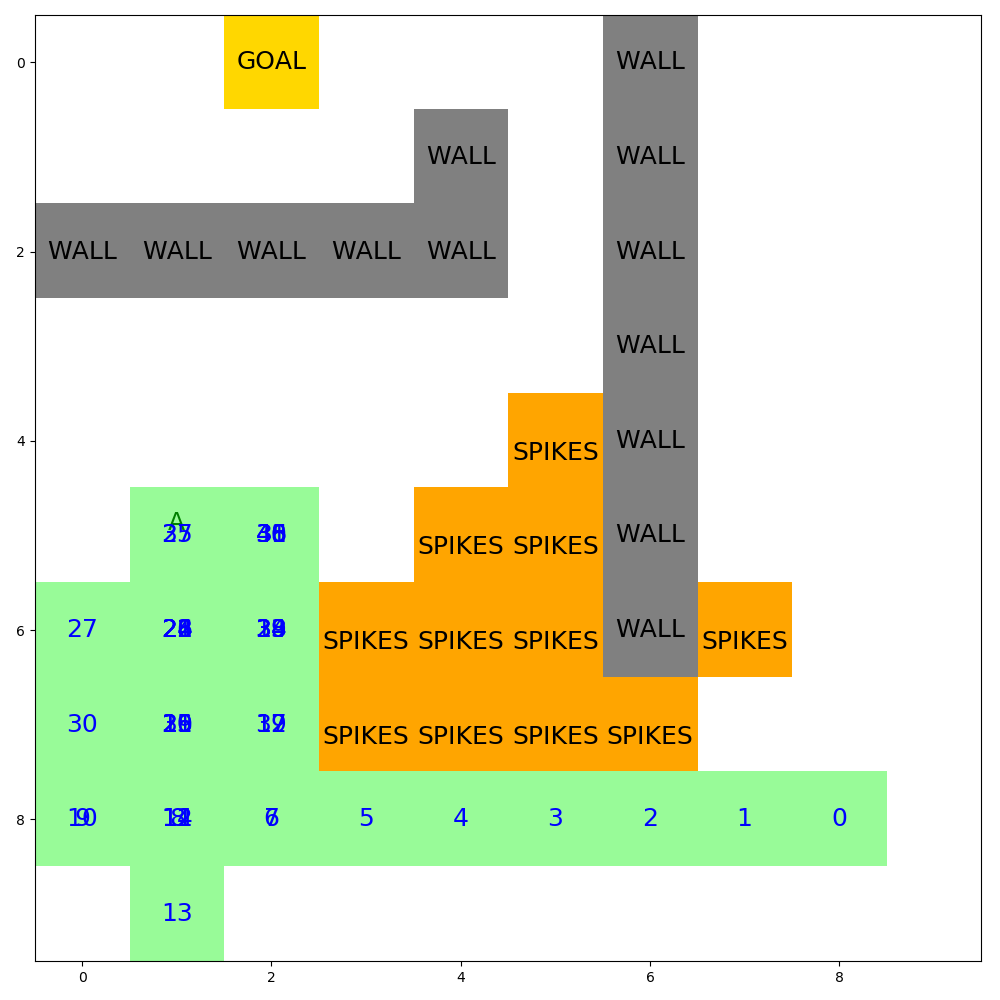 0 GOAL WALL
WALL WALL
2 WALL WALL WALL WALL WALL WALL
WALL
4 SPIKES WALL
A SPIKES SPIKES WALL
6 27 SPIKES SPIKES SPIKES WALL SPIKES
30 SPIKES SPIKES SPIKES SPIKES
8 5 4 3 2 1 0
13
0 2 4 6 8